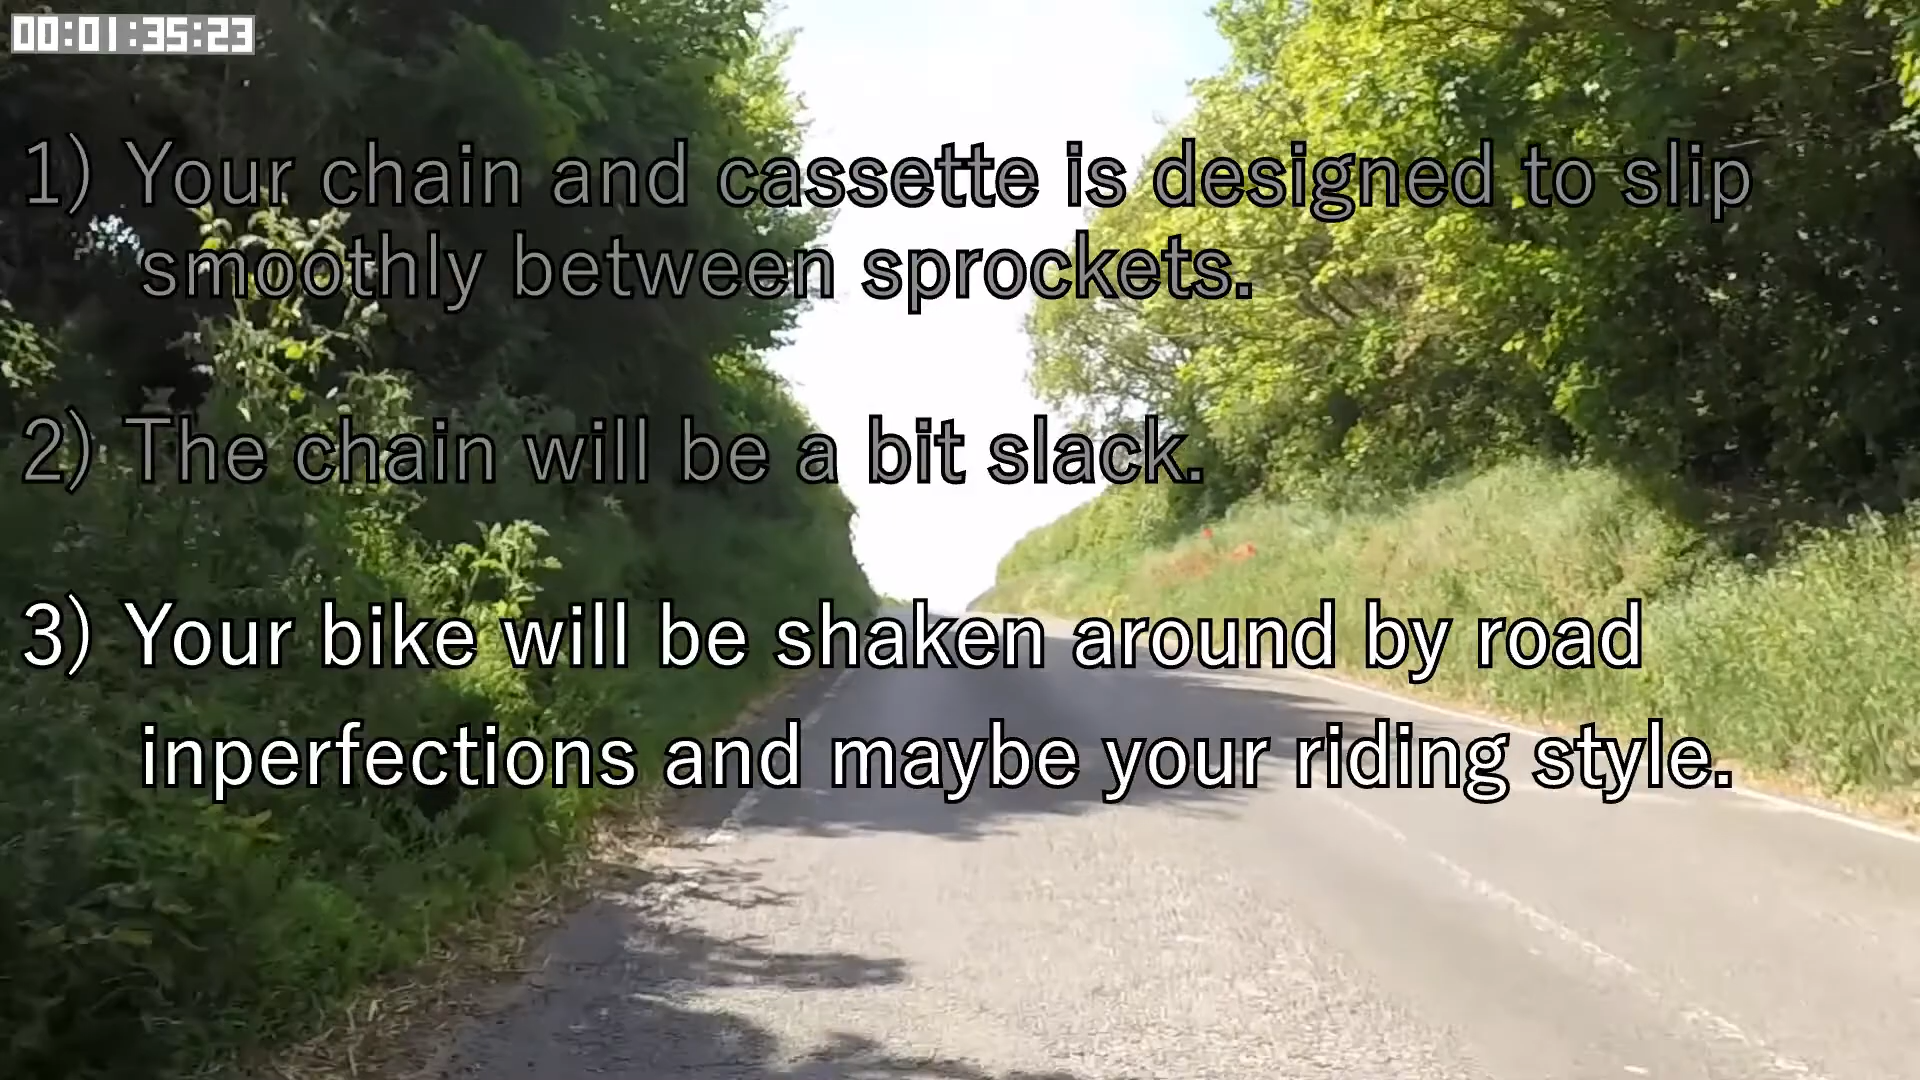 00:01:35:23
1) Your chain and cassette is designed to slip
smoothly between sprockets.
2) The chain will be a bit slack.
3) Your bike will be shaken around by road
inperfections and maybe your riding style.